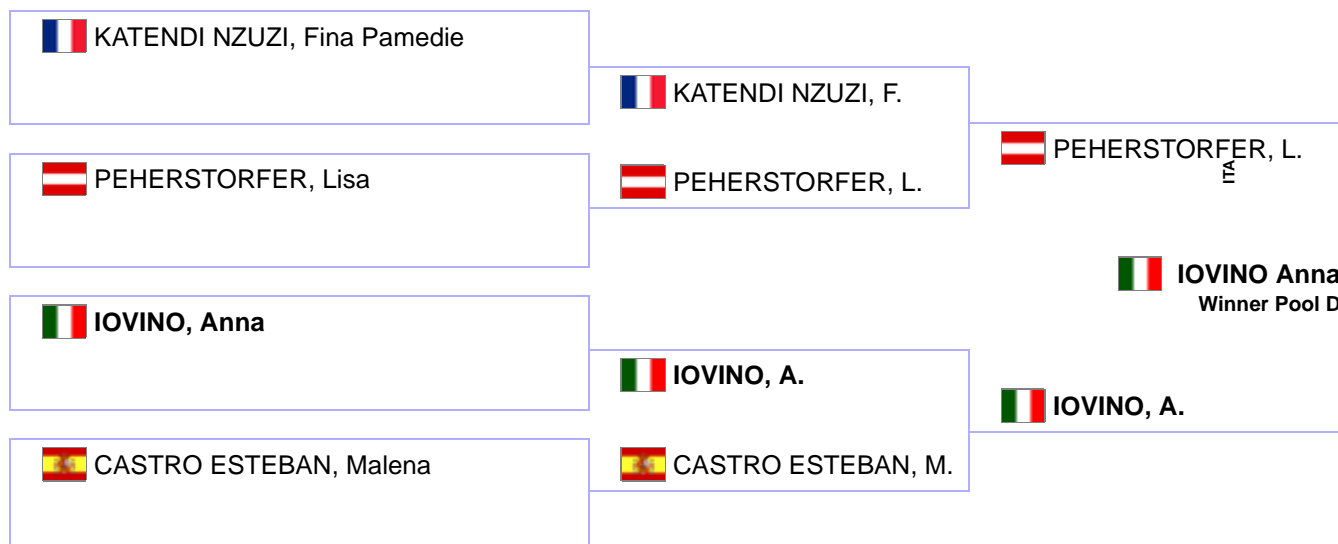 KATENDI NZUZI, Fina Pamedie
PEHERSTORFER, Lisa
IOVINO, Anna
CASTRO ESTEBAN, Malena
KATENDI NZUZI, F.
PEHERSTORFER, L.
IOVINO, A.
CASTRO ESTEBAN, M.
PEHERSTORFER, L.
ITA
IOVINO, A.
IOVINO Anna
Winner Pool D